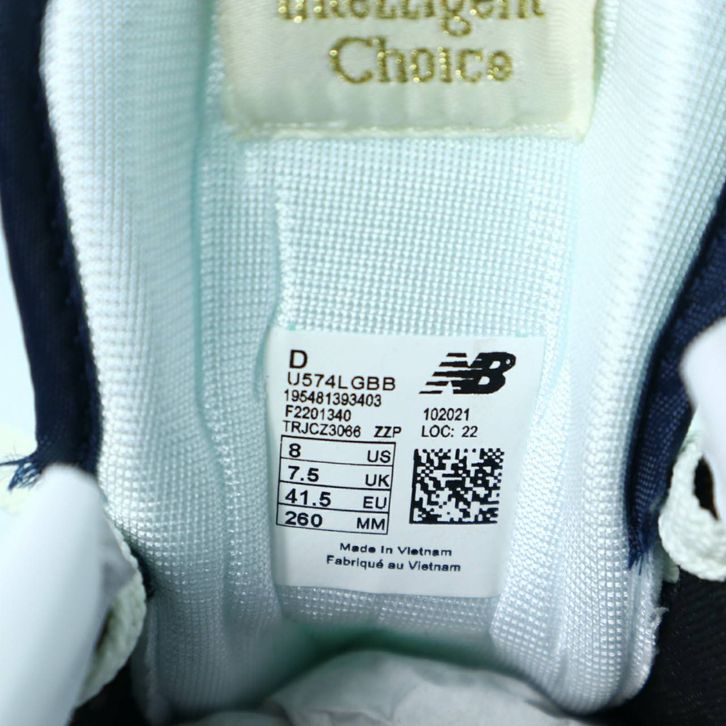 Intelligent
Choice
D
U574LGBB
195481393403
F2201340
TRJCZ3066 ZZP
NB
102021
LOC: 22
8 US
7.5 UK
41.5 EU
260 MM
Made In Vietnam
Fabriqué au Vietnam